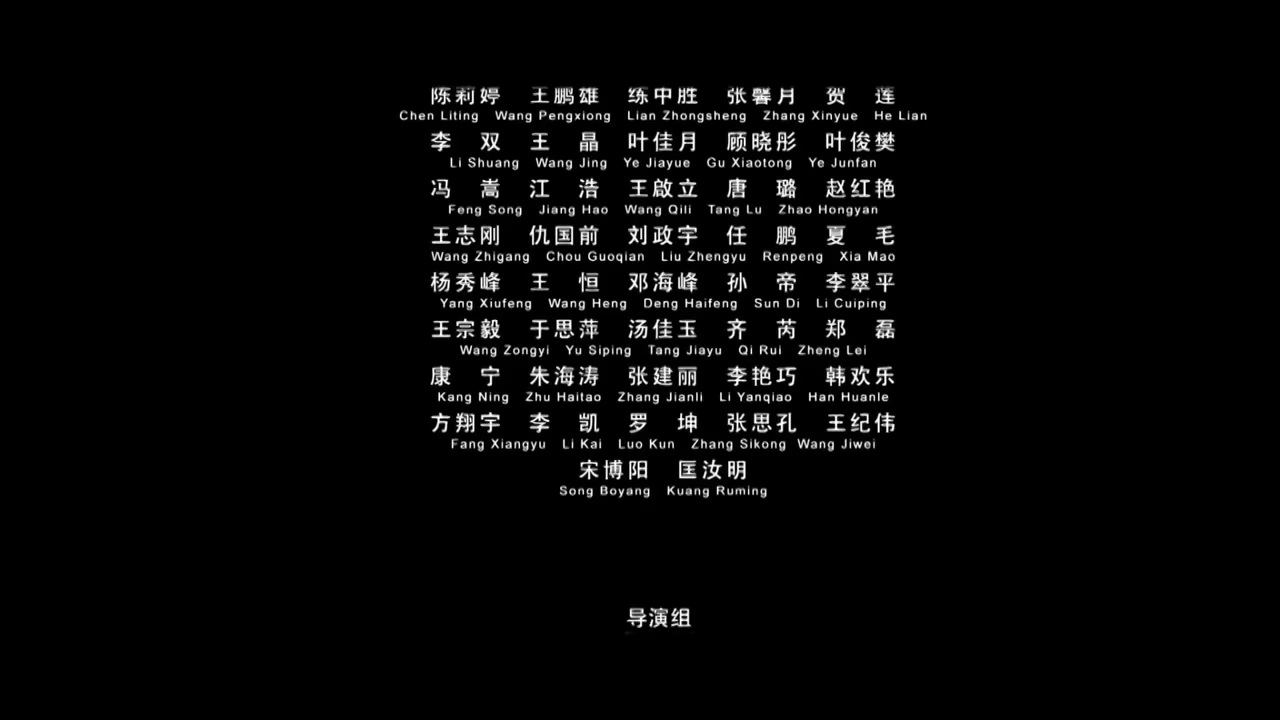 陈莉婷 王鹏雄 练中胜 张馨月 贺莲
Chen Liting Wang Pengxiong Lian Zhongsheng Zhang Xinyue He Lian
李双 王晶 叶佳月 顾晓彤 叶俊樊
Li Shuang Wang Jing Ye Jiayue Gu Xiaotong Ye Junfan
冯嵩 江浩 王啟立 唐璐 赵红艳
Feng Song Jiang Hao Wang Qili Tang Lu Zhao Hongyan
王志刚 仇国前 刘政宇 任鹏 夏毛
Wang Zhigang Chou Guoqian Liu Zhengyu Renpeng Xia Mao
杨秀峰 王恒 邓海峰 孙帝 李翠平
Yang Xiufeng Wang Heng Deng Haifeng Sun Di Li Cuiping
王宗毅 于思萍 汤佳玉 齐芮 郑磊
Wang Zongyi Yu Siping Tang Jiayu Qi Rui Zheng Lei
康宁 朱海涛 张建丽 李艳巧 韩欢乐
Kang Ning Zhu Haitao Zhang Jianli Li Yanqiao Han Huanle
方翔宇 李凯 罗坤 张思孔 王纪伟
Fang Xiangyu Li Kai Luo Kun Zhang Sikong Wang Jiwei
宋博阳 匡汝明
Song Boyang Kuang Ruming
导演组